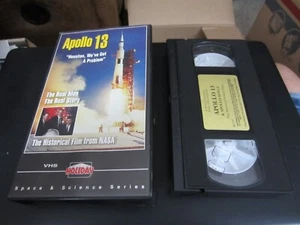 Apollo 13
"Houston, We've Got
A Problem"
The Real Men
The Real Story
The Historical Film from NASA
VHS
HOLIDAY
Space & Science Series
APOLLO 13